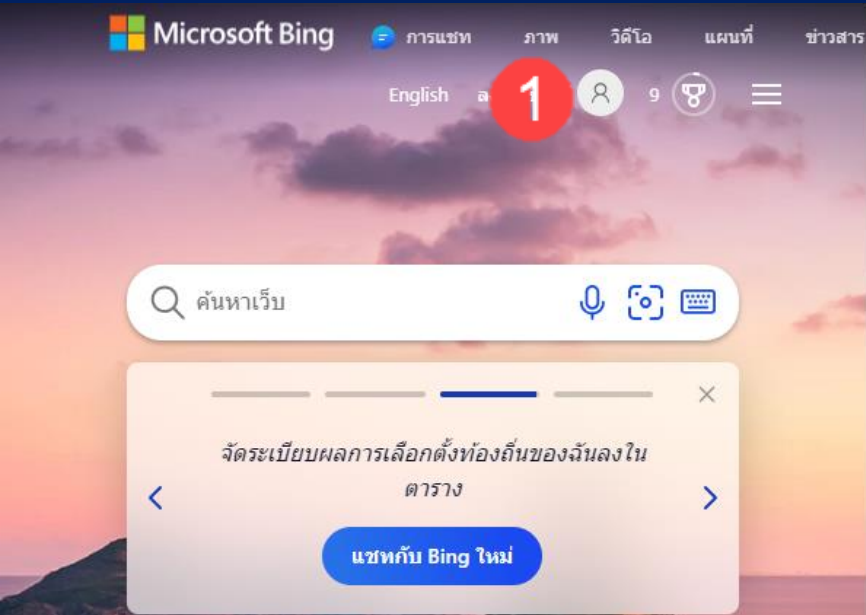 Microsoft Bing การแชท ภาพ วิดีโอ แผนที่ ข่าวสาร
English 1 9
ค้นหาเว็บ
จัดระเบียบผลการเลือกตั้งท้องถิ่นของฉันลงใน
ตาราง
แชทกับ Bing ใหม่